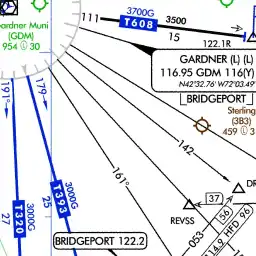 ardner Muni
(GDM)
954 30
111
3700G
T608
3500
15
122.1R
GARDNER (L) (L)
116.95 GDM 116(Y)
N42°32.76' W72°03.49'
BRIDGEPORT
Sterling
(3B3)
459 3
191°
179°
142
161°
3000G
T320
27
3000G
T393
25
37
REVSS
DR
56
053
114.9 HFD 96
BRIDGEPORT 122.2